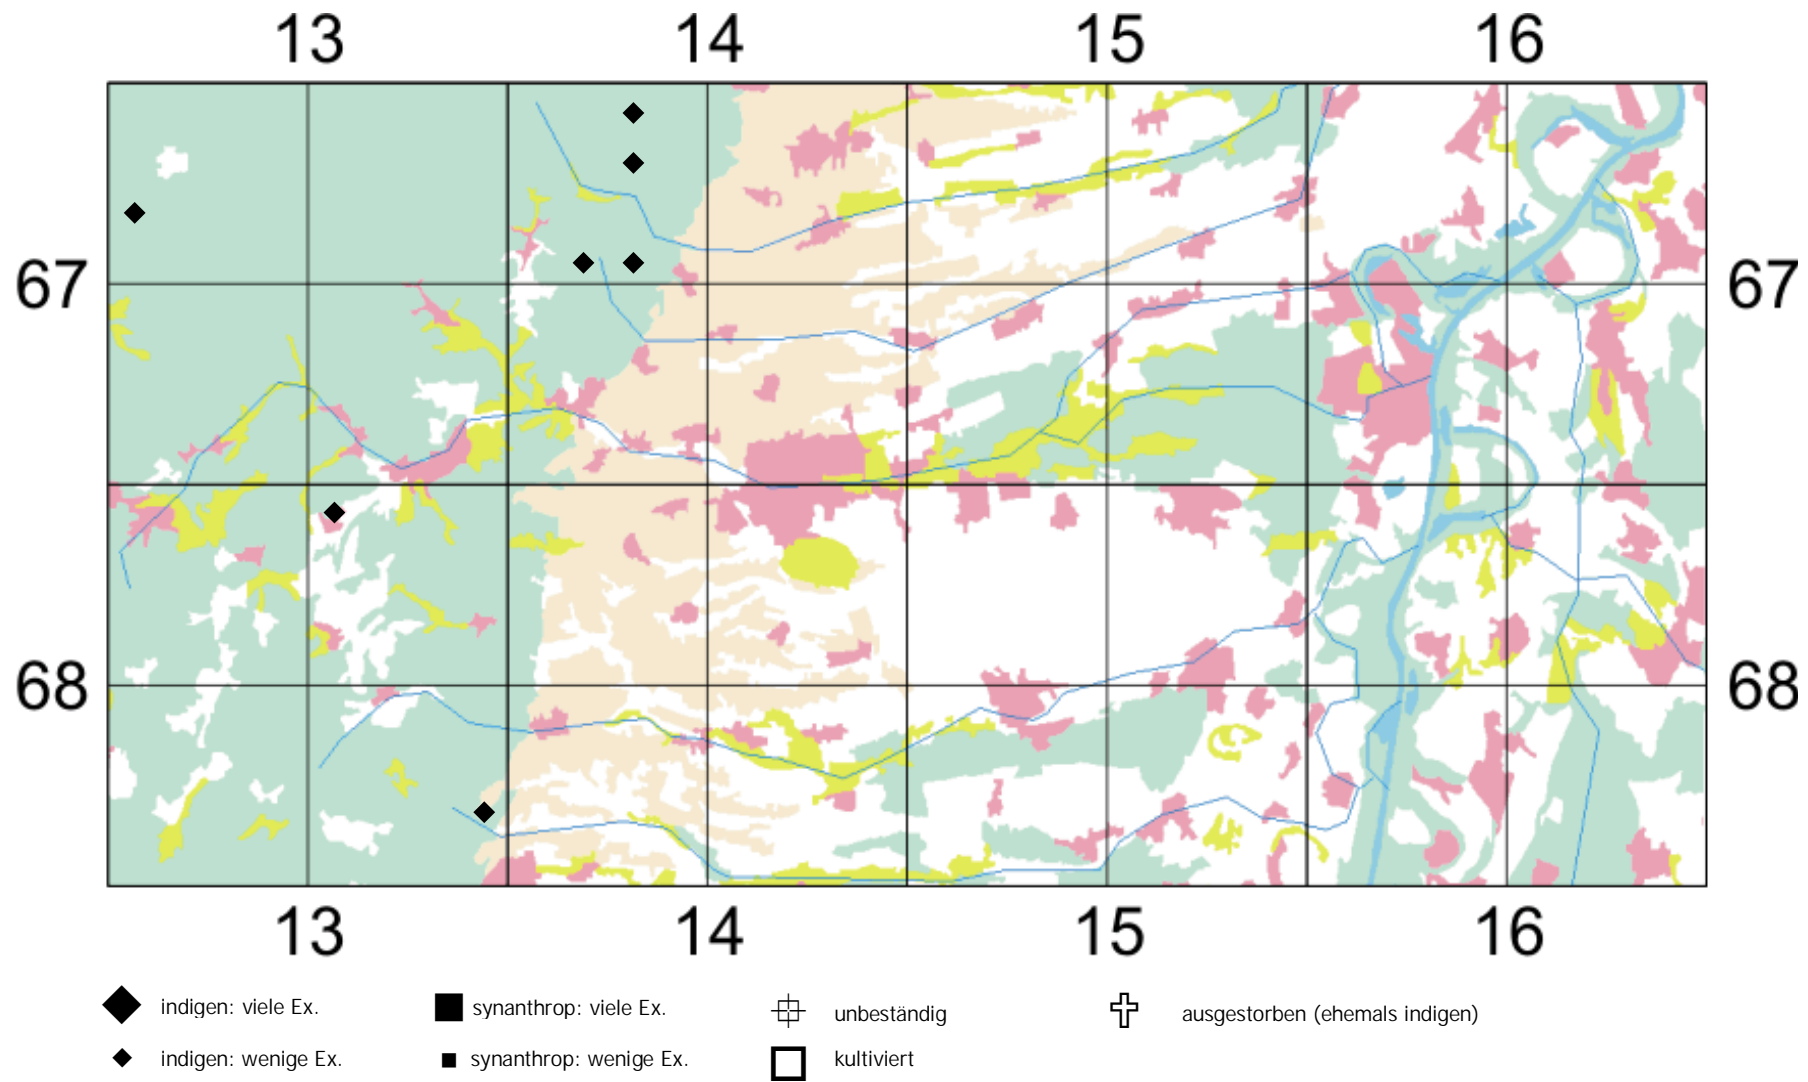 13 14 15 16
67 67
68 68
13 14 15 16
indigen: viele Ex. synanthrop: viele Ex. unbeständig ausgestorben (ehemals indigen)
indigen: wenige Ex. synanthrop: wenige Ex. kultiviert